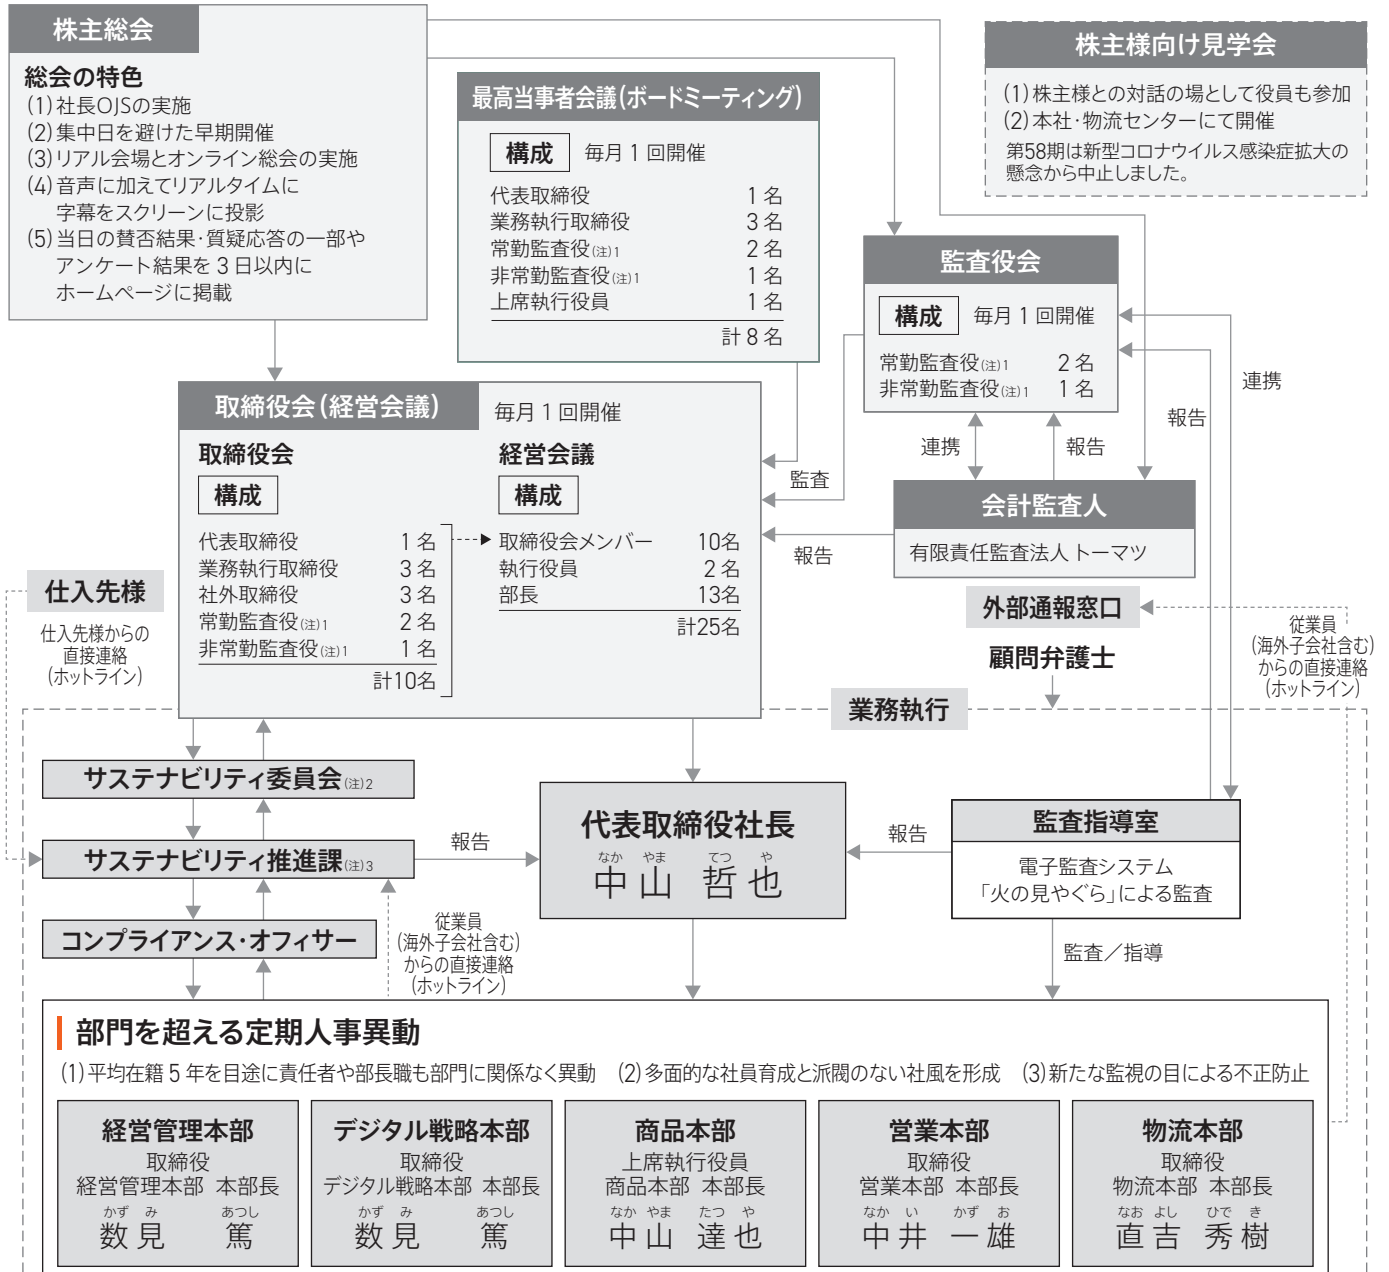 株主総会
総会の特色
(1)社長OJSの実施
(2)集中日を避けた早期開催
(3)リアル会場とオンライン総会の実施
(4)音声に加えてリアルタイムに
字幕をスクリーンに投影
(5)当日の賛否結果・質疑応答の一部や
アンケート結果を3日以内に
ホームページに掲載
最高当事者会議(ボードミーティング)
構成 毎月1回開催
代表取締役 1名
業務執行取締役 3名
常勤監査役(注)1 2名
非常勤監査役(注)1 1名
上席執行役員 1名
計8名
株主様向け見学会
(1)株主様との対話の場として役員も参加
(2)本社・物流センターにて開催
第58期は新型コロナウイルス感染症拡大の
懸念から中止しました。
監査役会
構成 毎月1回開催
常勤監査役(注)1 2名
非常勤監査役(注)1 1名
連携
報告
連携
報告
監査
報告
会計監査人
有限責任監査法人 トーマツ
取締役会(経営会議) 毎月1回開催
取締役会
構成
代表取締役 1名
業務執行取締役 3名
社外取締役 3名
常勤監査役(注)1 2名
非常勤監査役(注)1 1名
計10名
経営会議
構成
取締役会メンバー 10名
執行役員 2名
部長 13名
計25名
仕入先様
仕入先様からの
直接連絡
(ホットライン)
外部通報窓口
顧問弁護士
従業員
(海外子会社含む)
からの直接連絡
(ホットライン)
業務執行
サステナビリティ委員会(注)2
サステナビリティ推進課(注)3
コンプライアンス・オフィサー
報告
従業員
(海外子会社含む)
からの直接連絡
(ホットライン)
代表取締役社長
なか やま てつ や
中山 哲也
報告
監査指導室
電子監査システム
「火の見やぐら」による監査
監査/指導
部門を超える定期人事異動
(1)平均在籍5年を目途に責任者や部長職も部門に関係なく異動 (2)多面的な社員育成と派閥のない社風を形成 (3)新たな監視の目による不正防止
経営管理本部
取締役
経営管理本部 本部長
かず み あつし
数見 篤
デジタル戦略本部
取締役
デジタル戦略本部 本部長
かず み あつし
数見 篤
商品本部
上席執行役員
商品本部 本部長
なか やま たつ や
中山 達也
営業本部
取締役
営業本部 本部長
なか い かず お
中井 一雄
物流本部
取締役
物流本部 本部長
なお よし ひで き
直吉 秀樹